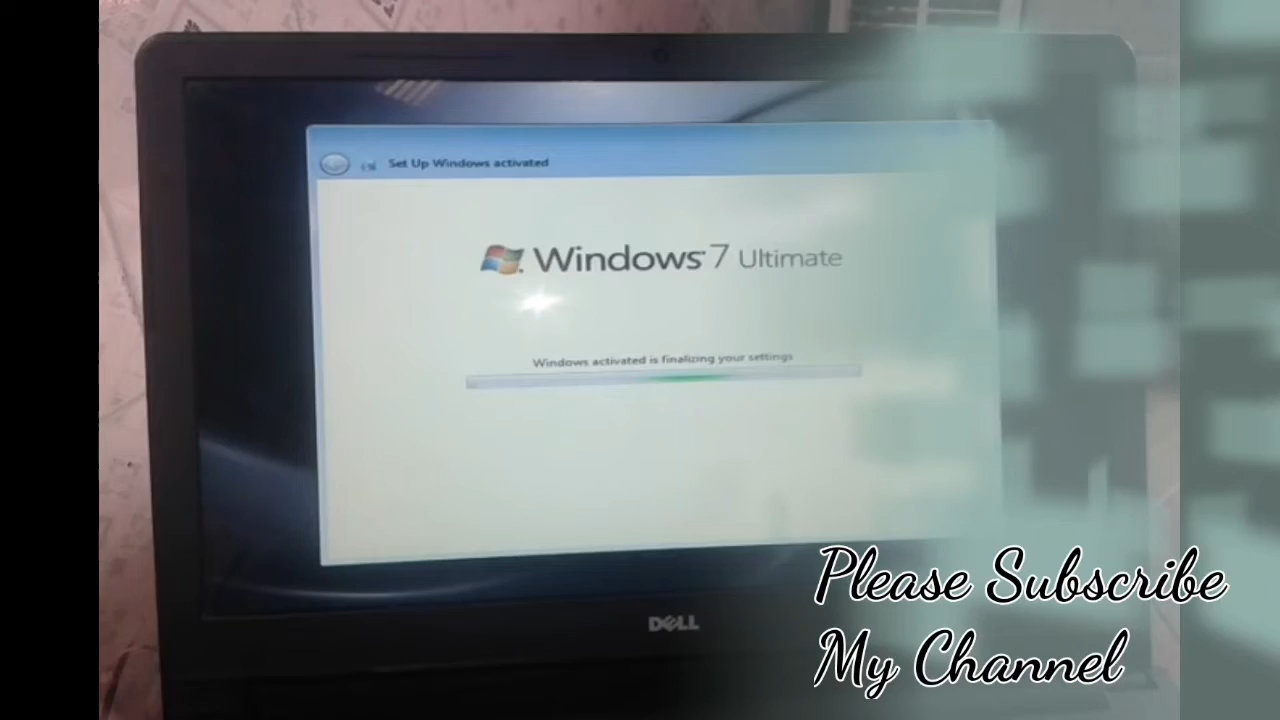 Set Up Windows activated
Windows 7 Ultimate
Windows activated is finalizing your settings
DELL
Please Subscribe
My Channel